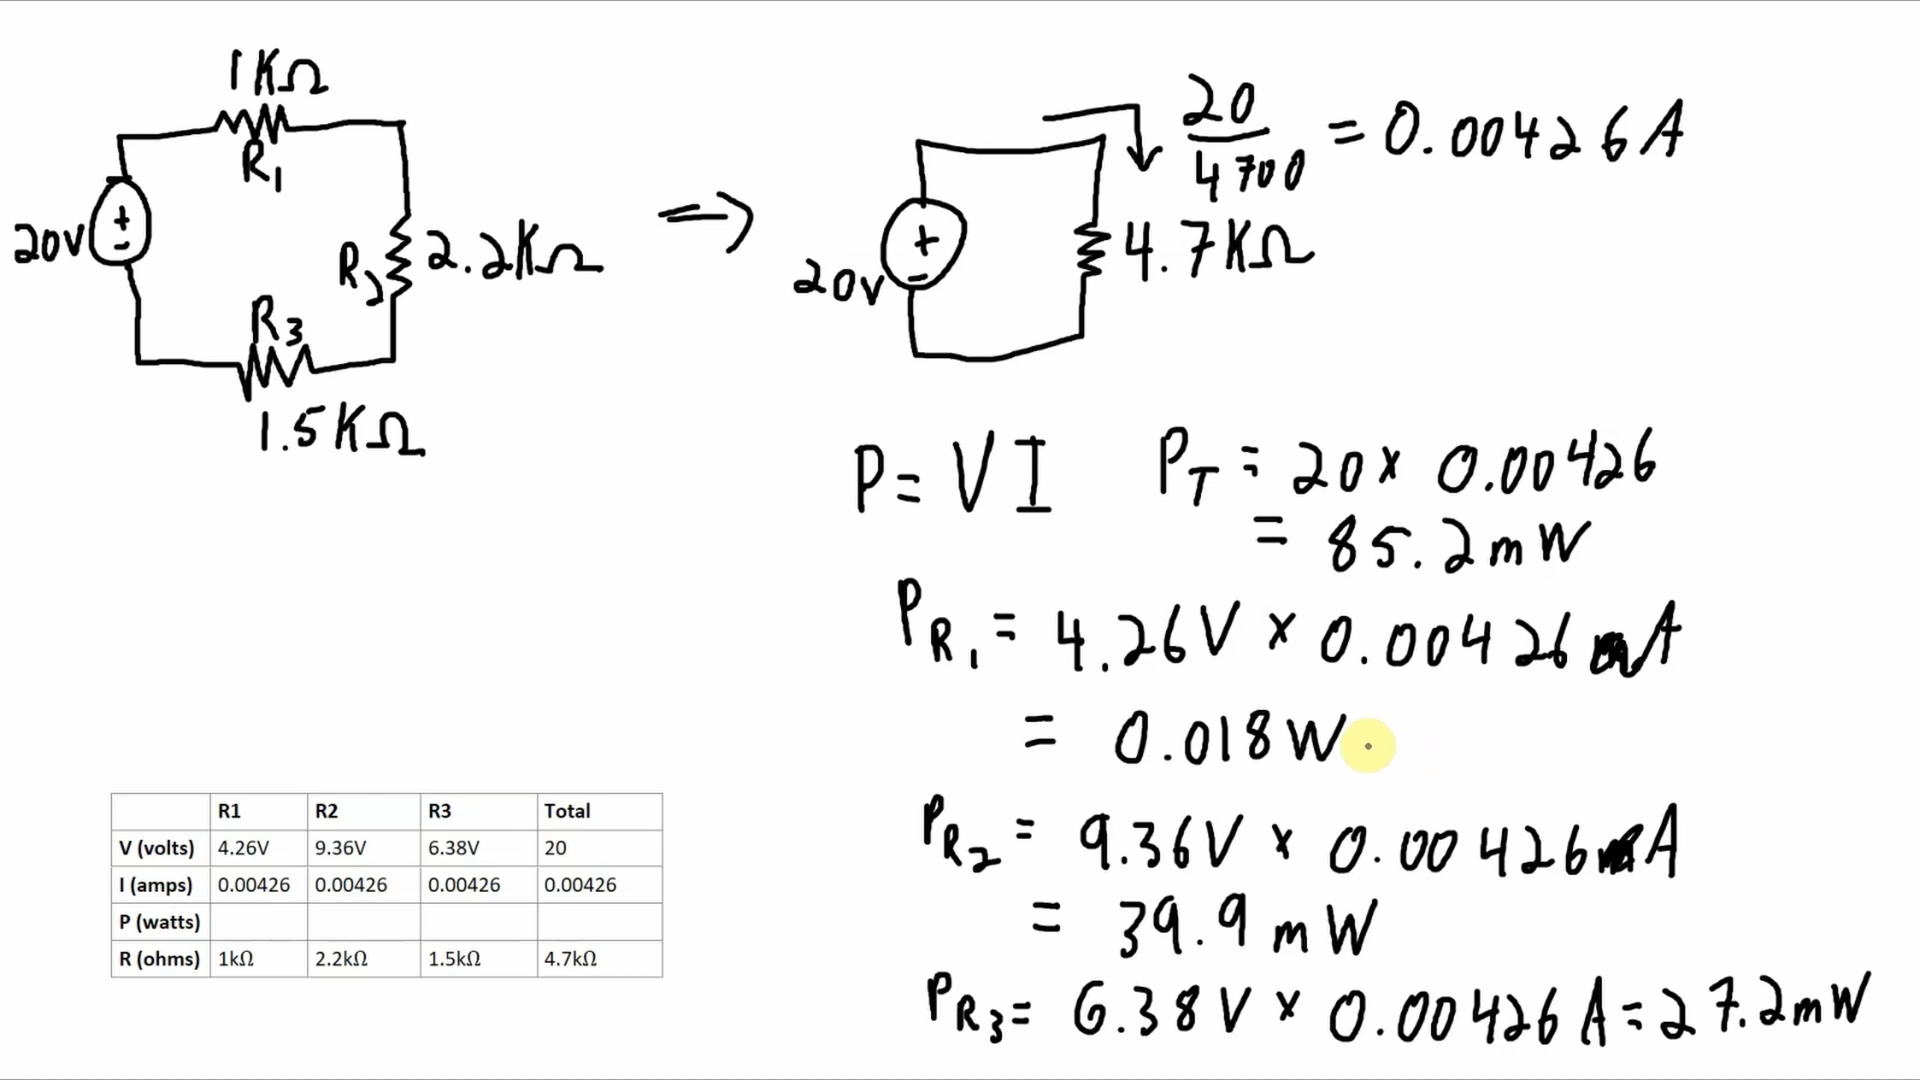 1KΩ
R1
20V
+
-
R2
2.2KΩ
R3
1.5KΩ
⇒
20V
+
-
4.7KΩ
20/4700 = 0.00426A
P = VI
PT = 20 × 0.00426
= 85.2mW
PR1 = 4.26V × 0.00426 A
= 0.018W
PR2 = 9.36V × 0.00426 A
= 39.9mW
PR3 = 6.38V × 0.00426A = 27.2mW
R1 R2 R3 Total
V (volts) 4.26V 9.36V 6.38V 20
I (amps) 0.00426 0.00426 0.00426 0.00426
P (watts)
R (ohms) 1kΩ 2.2kΩ 1.5kΩ 4.7kΩ